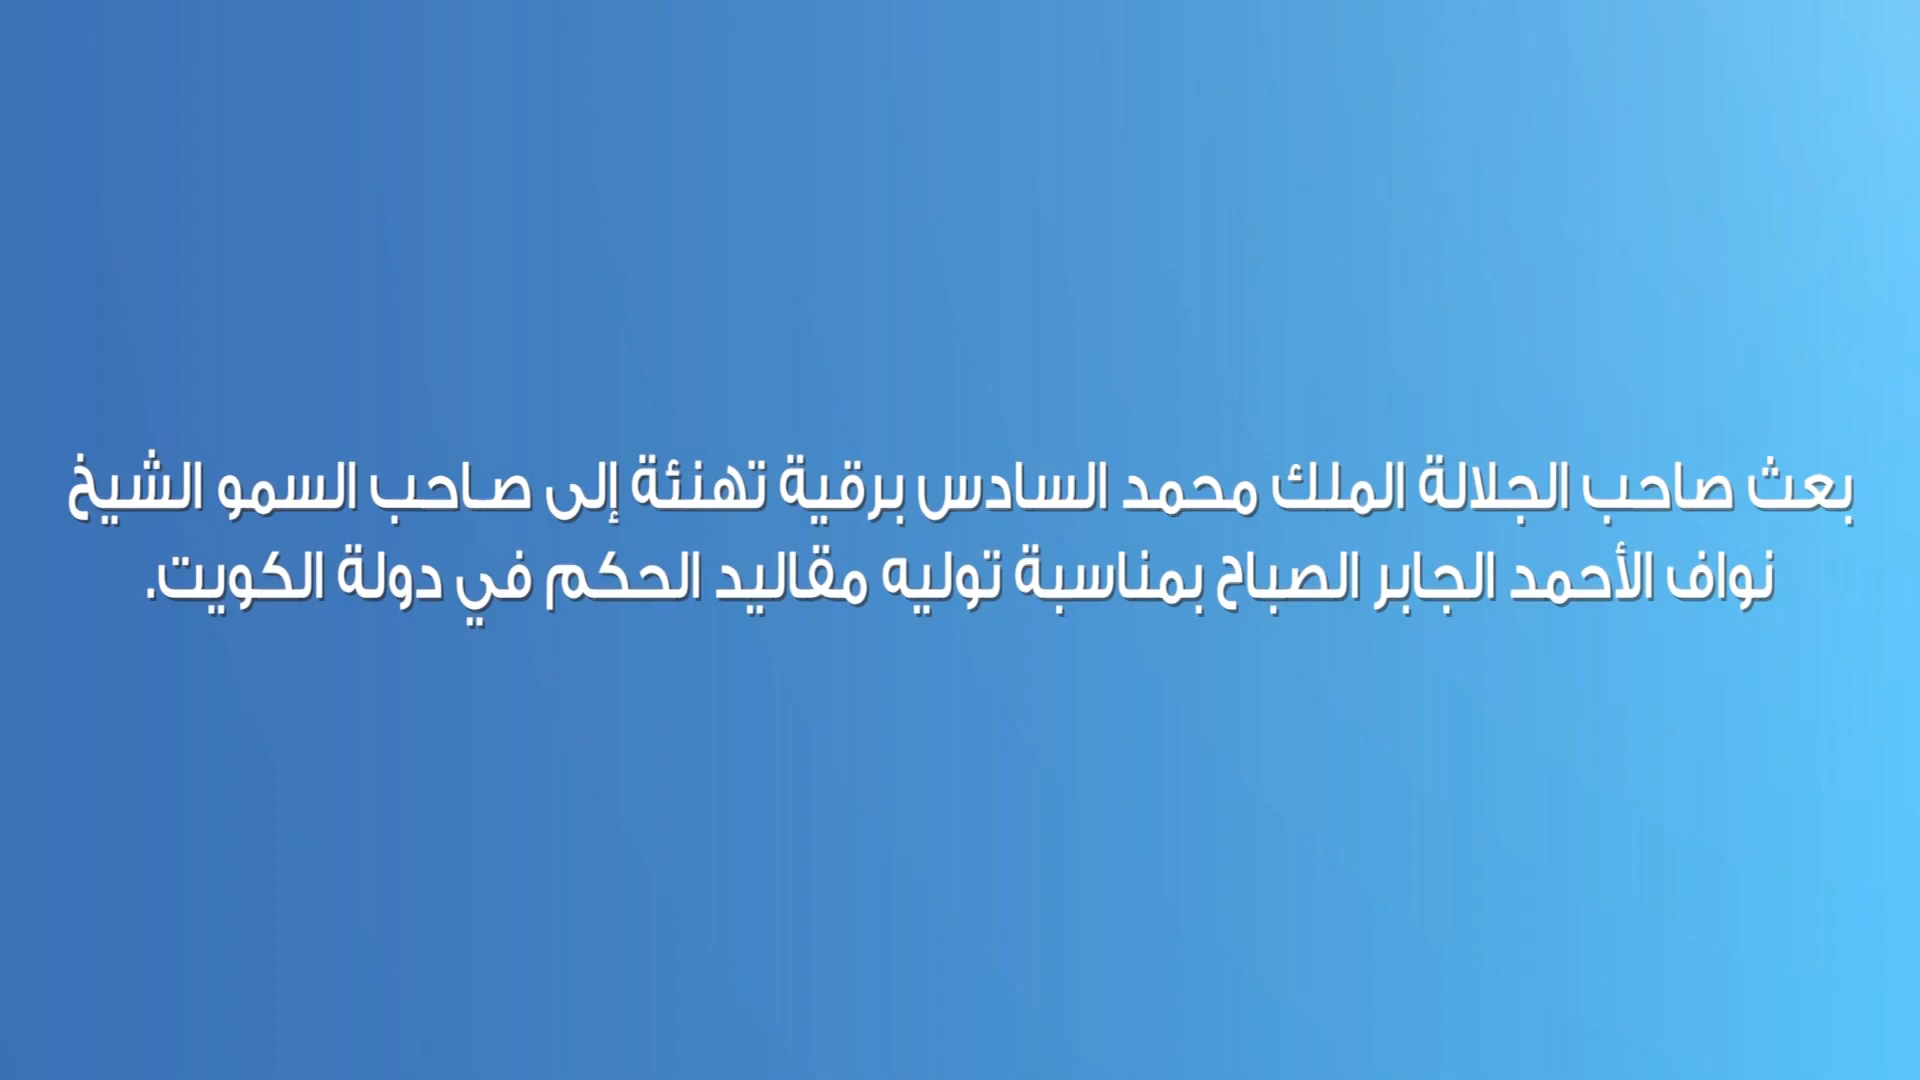 بعث صاحب الجلالة الملك محمد السادس برقية تهنئة إلى صاحب السمو الشيخ
نواف الأحمد الجابر الصباح بمناسبة توليه مقاليد الحكم في دولة الكويت.